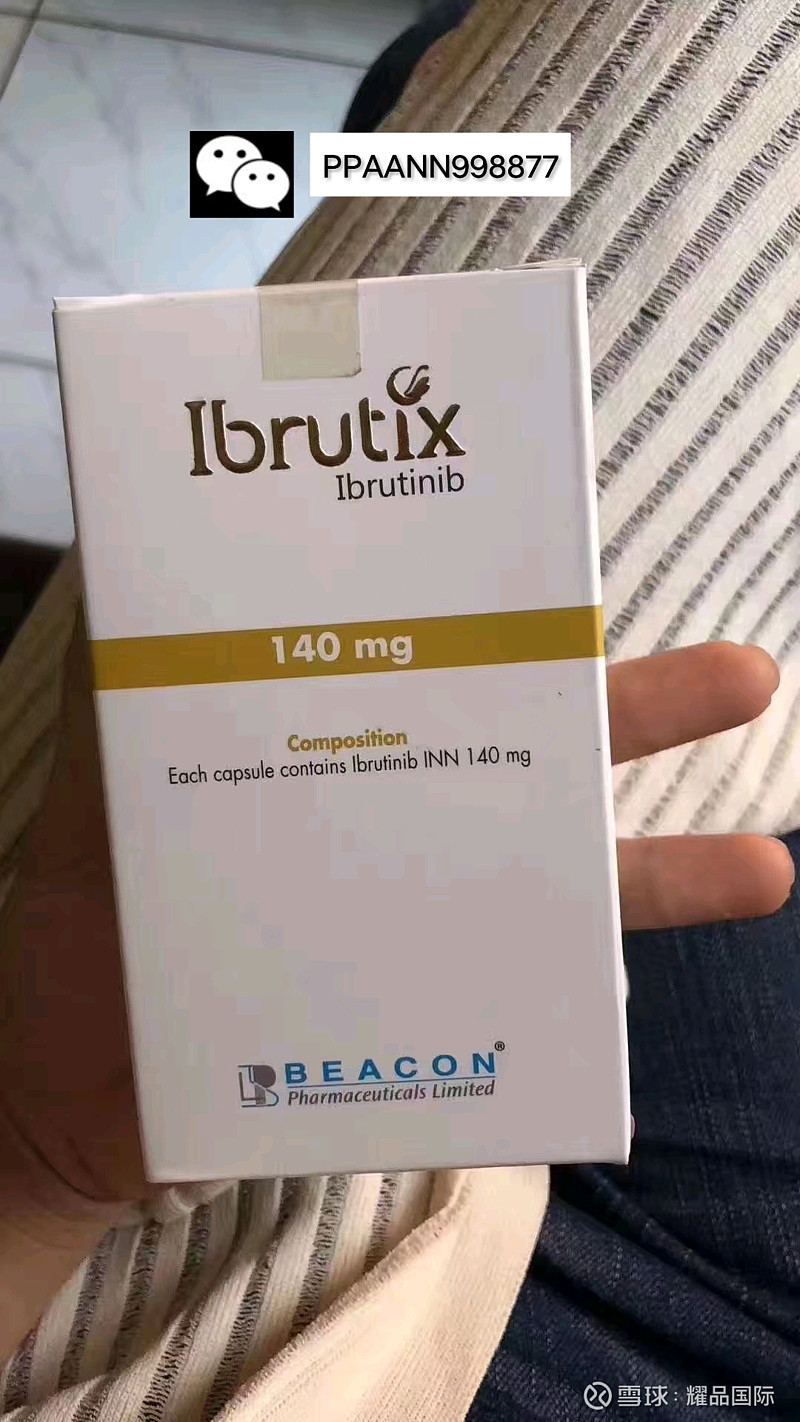 PPAANN998877
Ibrutix
Ibrutinib
140 mg
Composition
Each capsule contains Ibrutinib INN 140 mg
BEACON®
Pharmaceuticals Limited
雪球：耀品国际